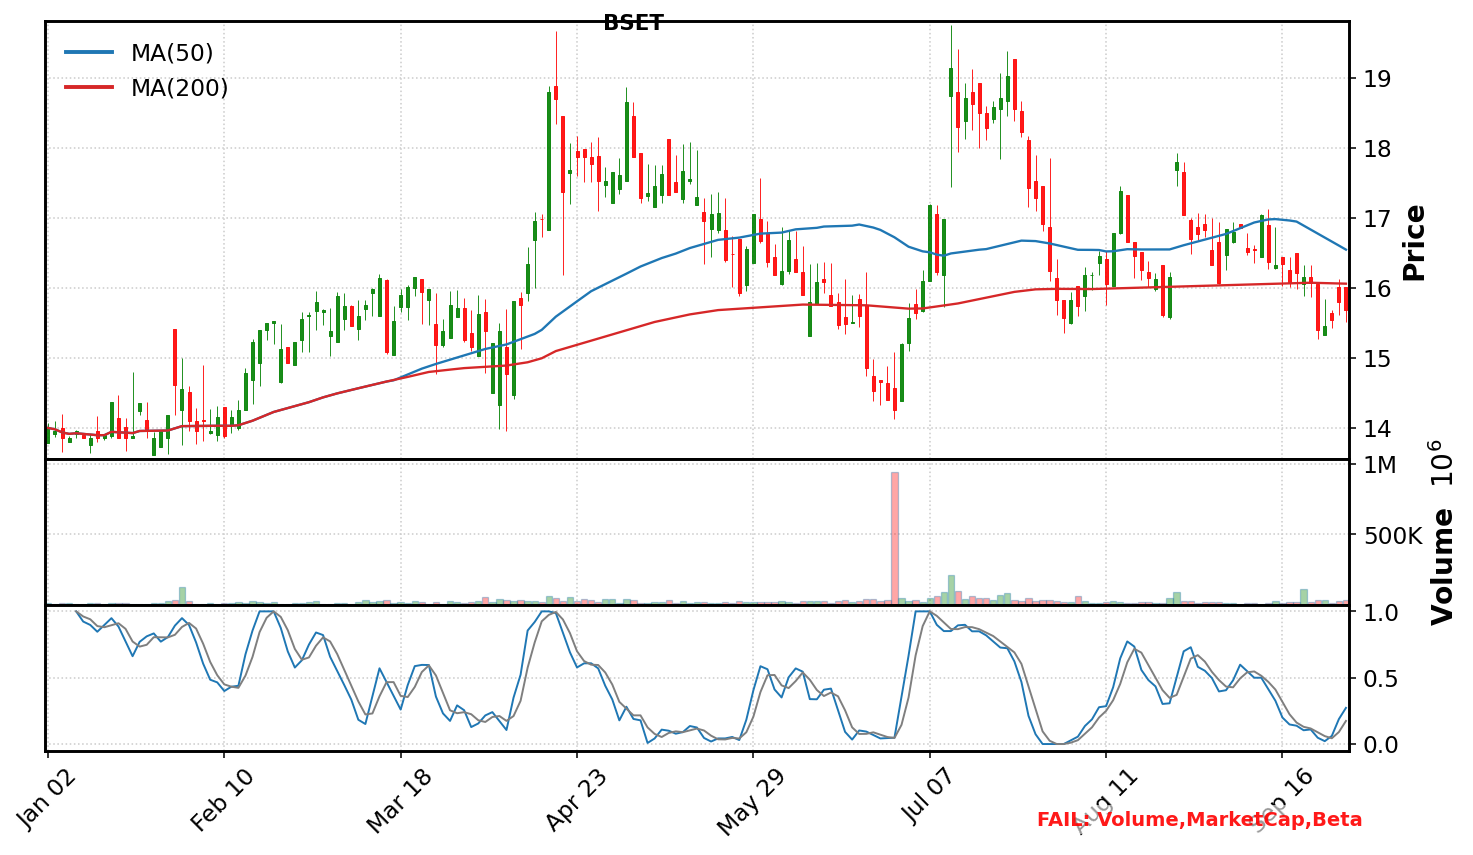 BSET
MA(50)
MA(200)
19
18
17
16
15
14
Price
1M
500K
Volume 10^6
1.0
0.5
0.0
Jan 02
Feb 10
Mar 18
Apr 23
May 29
Jul 07
Aug 11
Sep 16
FAIL: Volume,MarketCap,Beta